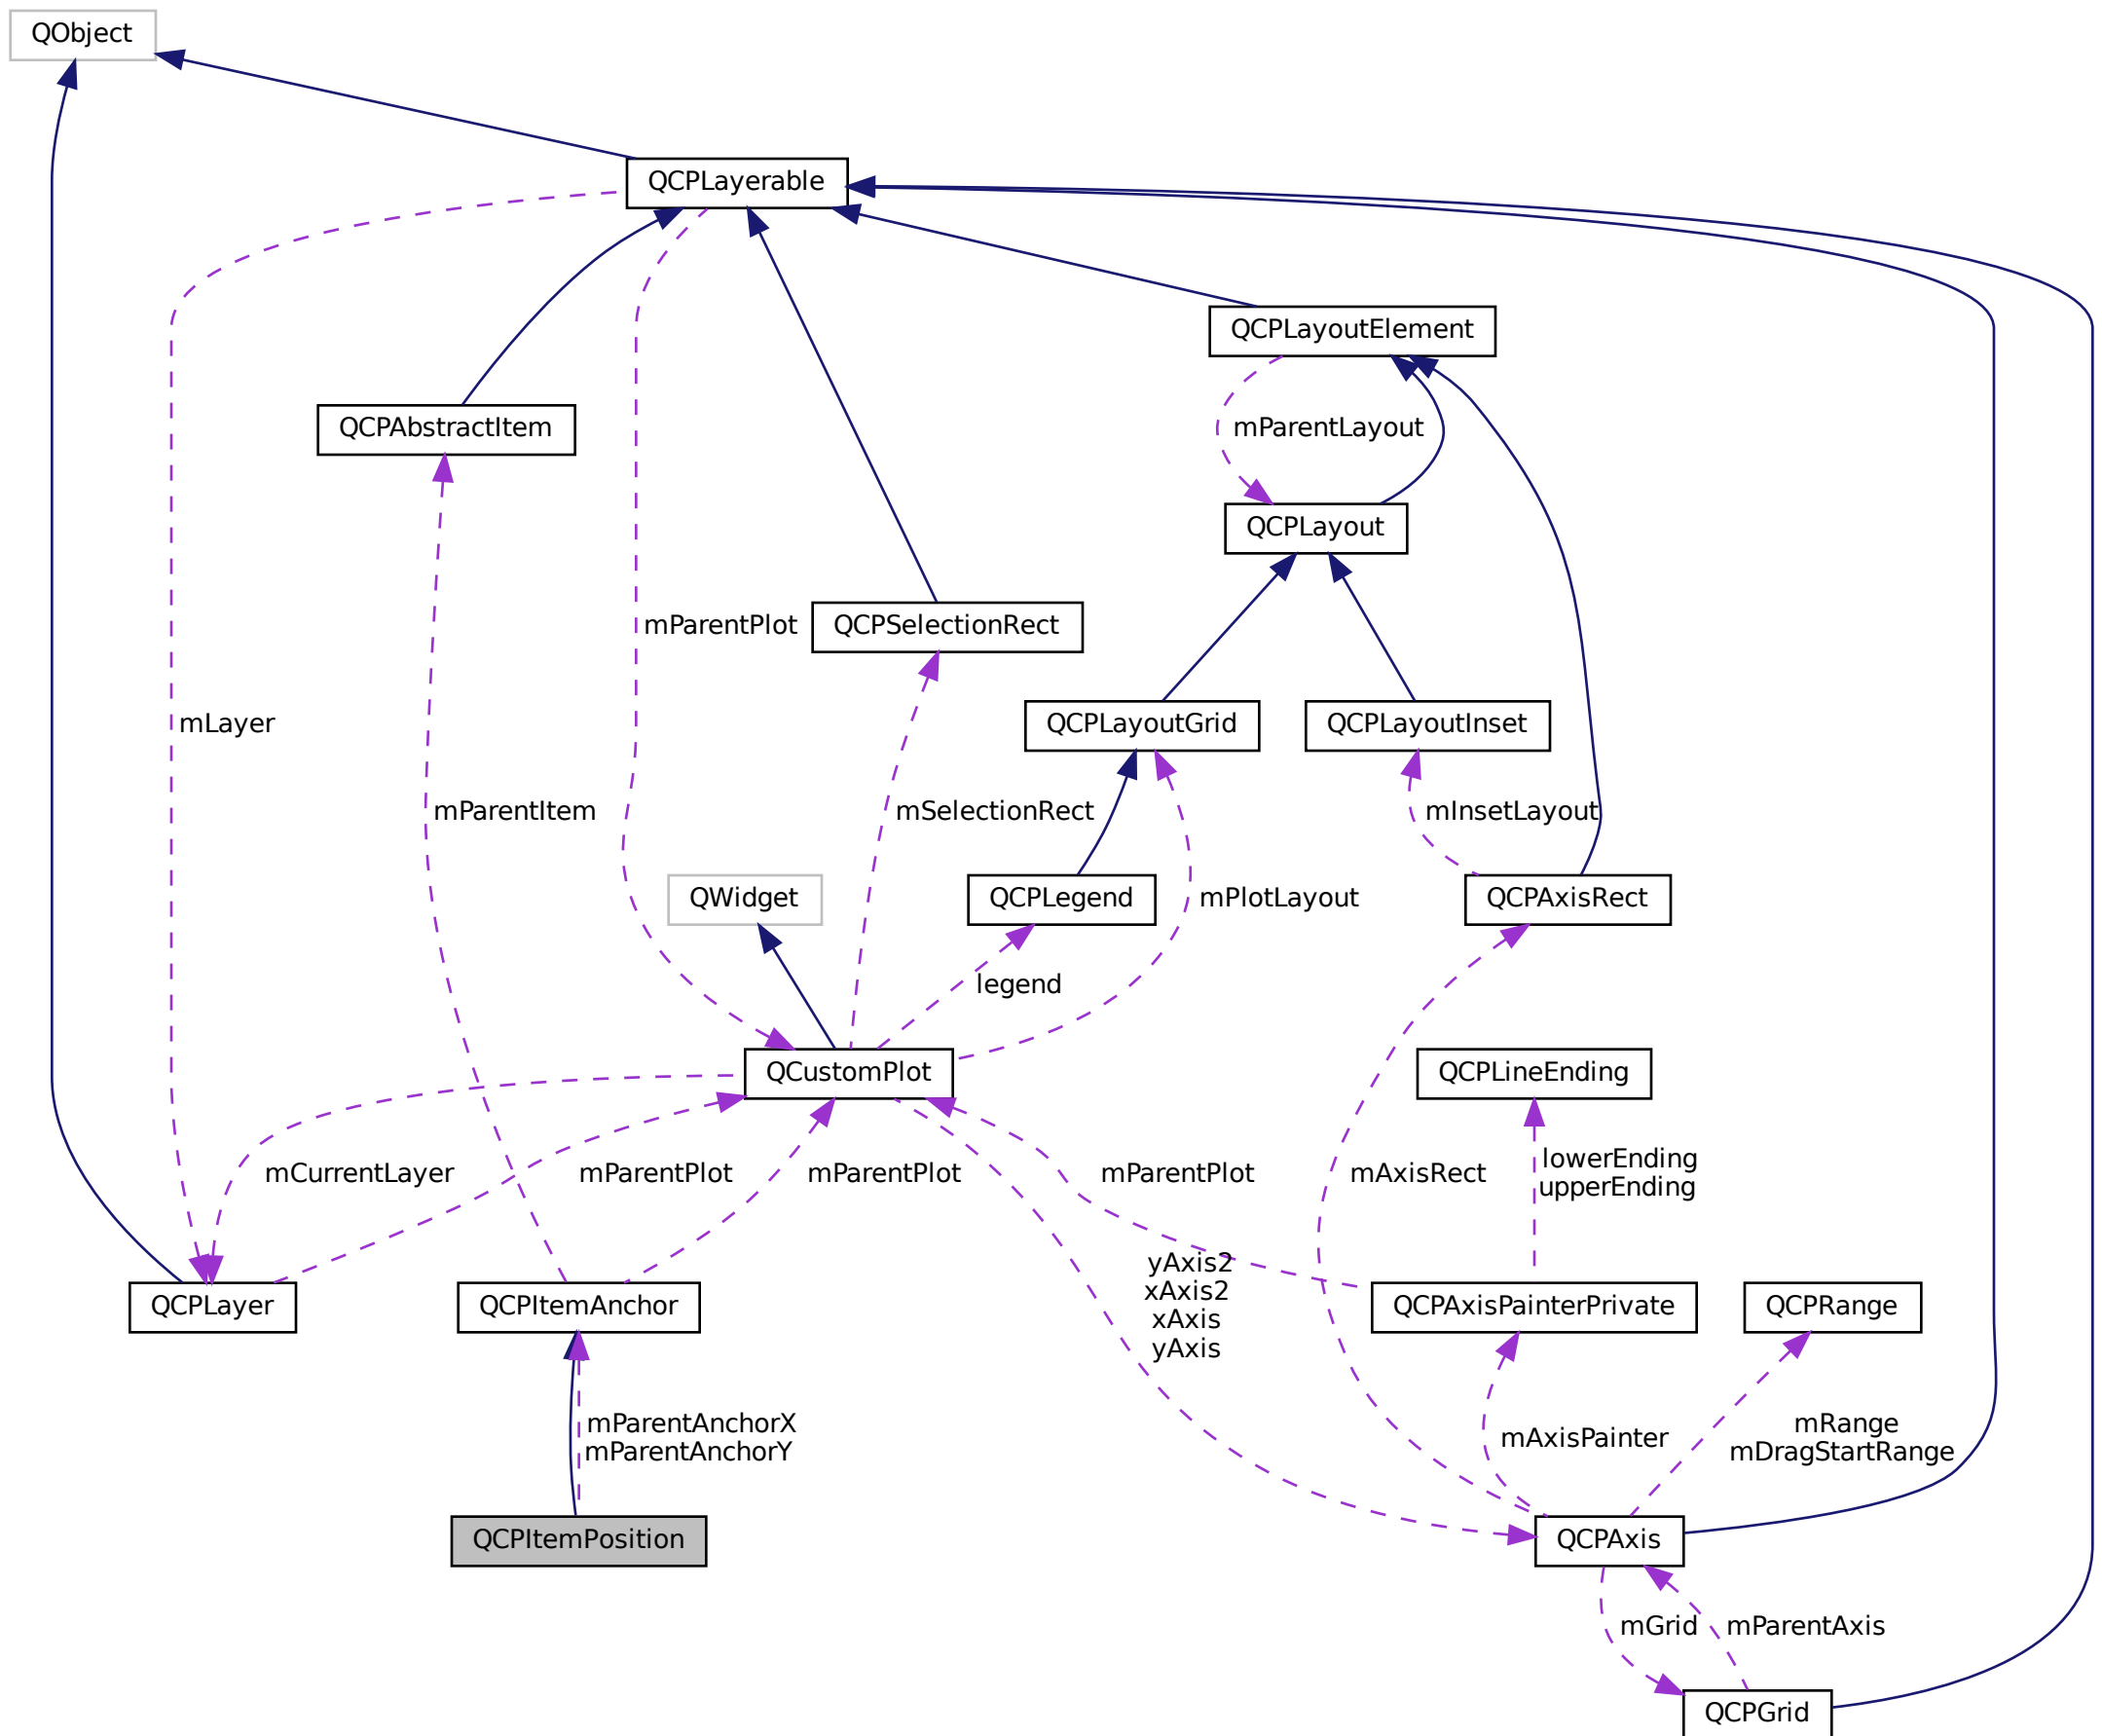 QObject
QCPLayerable
QCPLayoutElement
QCPAbstractItem
mParentLayout
QCPLayout
mParentPlot
QCPSelectionRect
mLayer
QCPLayoutGrid
QCPLayoutInset
mParentItem
mSelectionRect
mInsetLayout
QWidget
QCPLegend
mPlotLayout
QCPAxisRect
legend
QCustomPlot
QCPLineEnding
mCurrentLayer
mParentPlot
mParentPlot
mParentPlot
mAxisRect
lowerEnding
upperEnding
yAxis2
xAxis2
xAxis
yAxis
QCPLayer
QCPItemAnchor
QCPAxisPainterPrivate
QCPRange
mParentAnchorX
mParentAnchorY
mAxisPainter
mRange
mDragStartRange
QCPItemPosition
QCPAxis
mGrid
mParentAxis
QCPGrid